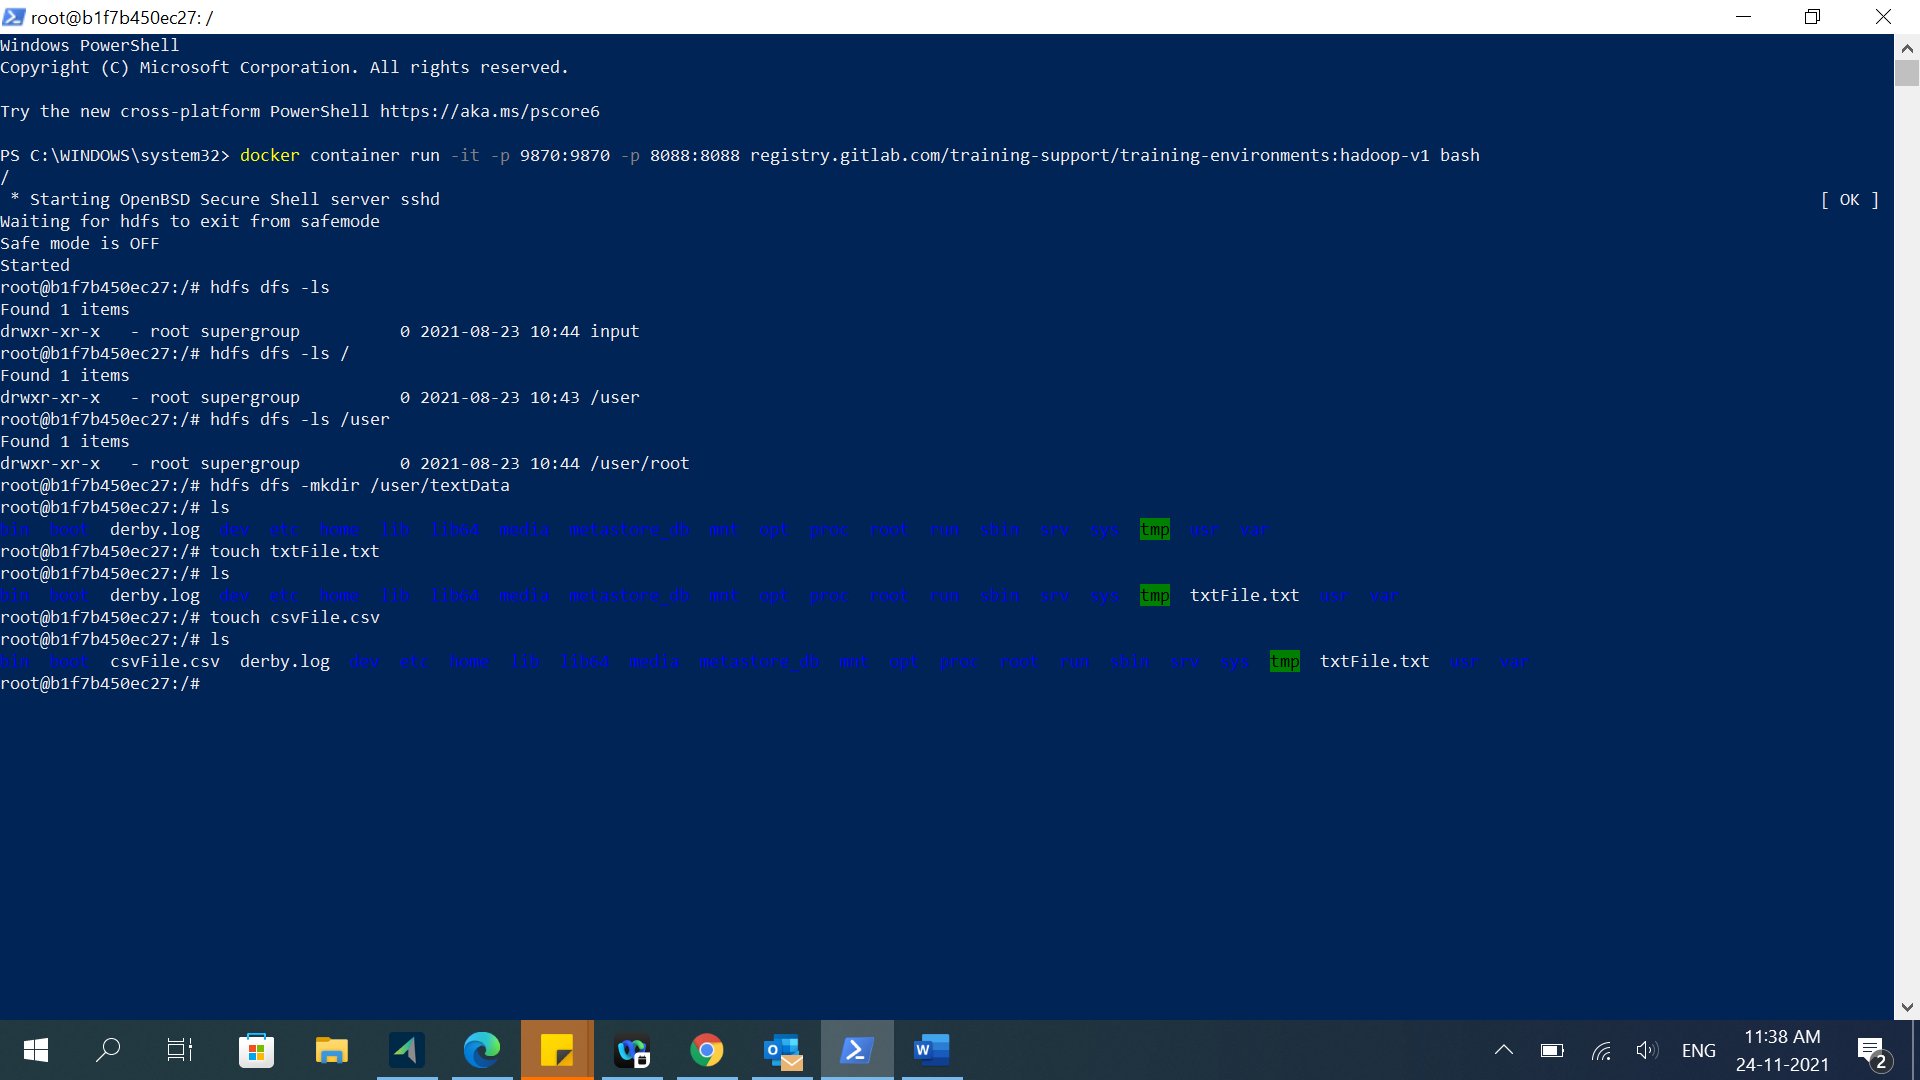 root@b1f7b450ec27: /
Windows PowerShell
Copyright (C) Microsoft Corporation. All rights reserved.
Try the new cross-platform PowerShell https://aka.ms/pscore6
PS C:\WINDOWS\system32> docker container run -it -p 9870:9870 -p 8088:8088 registry.gitlab.com/training-support/training-environments:hadoop-v1 bash
/
* Starting OpenBSD Secure Shell server sshd [ OK ]
Waiting for hdfs to exit from safemode
Safe mode is OFF
Started
root@b1f7b450ec27:/# hdfs dfs -ls
Found 1 items
drwxr-xr-x   - root supergroup          0 2021-08-23 10:44 input
root@b1f7b450ec27:/# hdfs dfs -ls /
Found 1 items
drwxr-xr-x   - root supergroup          0 2021-08-23 10:43 /user
root@b1f7b450ec27:/# hdfs dfs -ls /user
Found 1 items
drwxr-xr-x   - root supergroup          0 2021-08-23 10:44 /user/root
root@b1f7b450ec27:/# hdfs dfs -mkdir /user/textData
root@b1f7b450ec27:/# ls
bin  boot  derby.log  dev  etc  home  lib  lib64  media  metastore_db  mnt  opt  proc  root  run  sbin  srv  sys  tmp  usr  var
root@b1f7b450ec27:/# touch txtFile.txt
root@b1f7b450ec27:/# ls
bin  boot  derby.log  dev  etc  home  lib  lib64  media  metastore_db  mnt  opt  proc  root  run  sbin  srv  sys  tmp  txtFile.txt  usr  var
root@b1f7b450ec27:/# touch csvFile.csv
root@b1f7b450ec27:/# ls
bin  boot  csvFile.csv  derby.log  dev  etc  home  lib  lib64  media  metastore_db  mnt  opt  proc  root  run  sbin  srv  sys  tmp  txtFile.txt  usr  var
root@b1f7b450ec27:/#
ENG
11:38 AM
24-11-2021
2